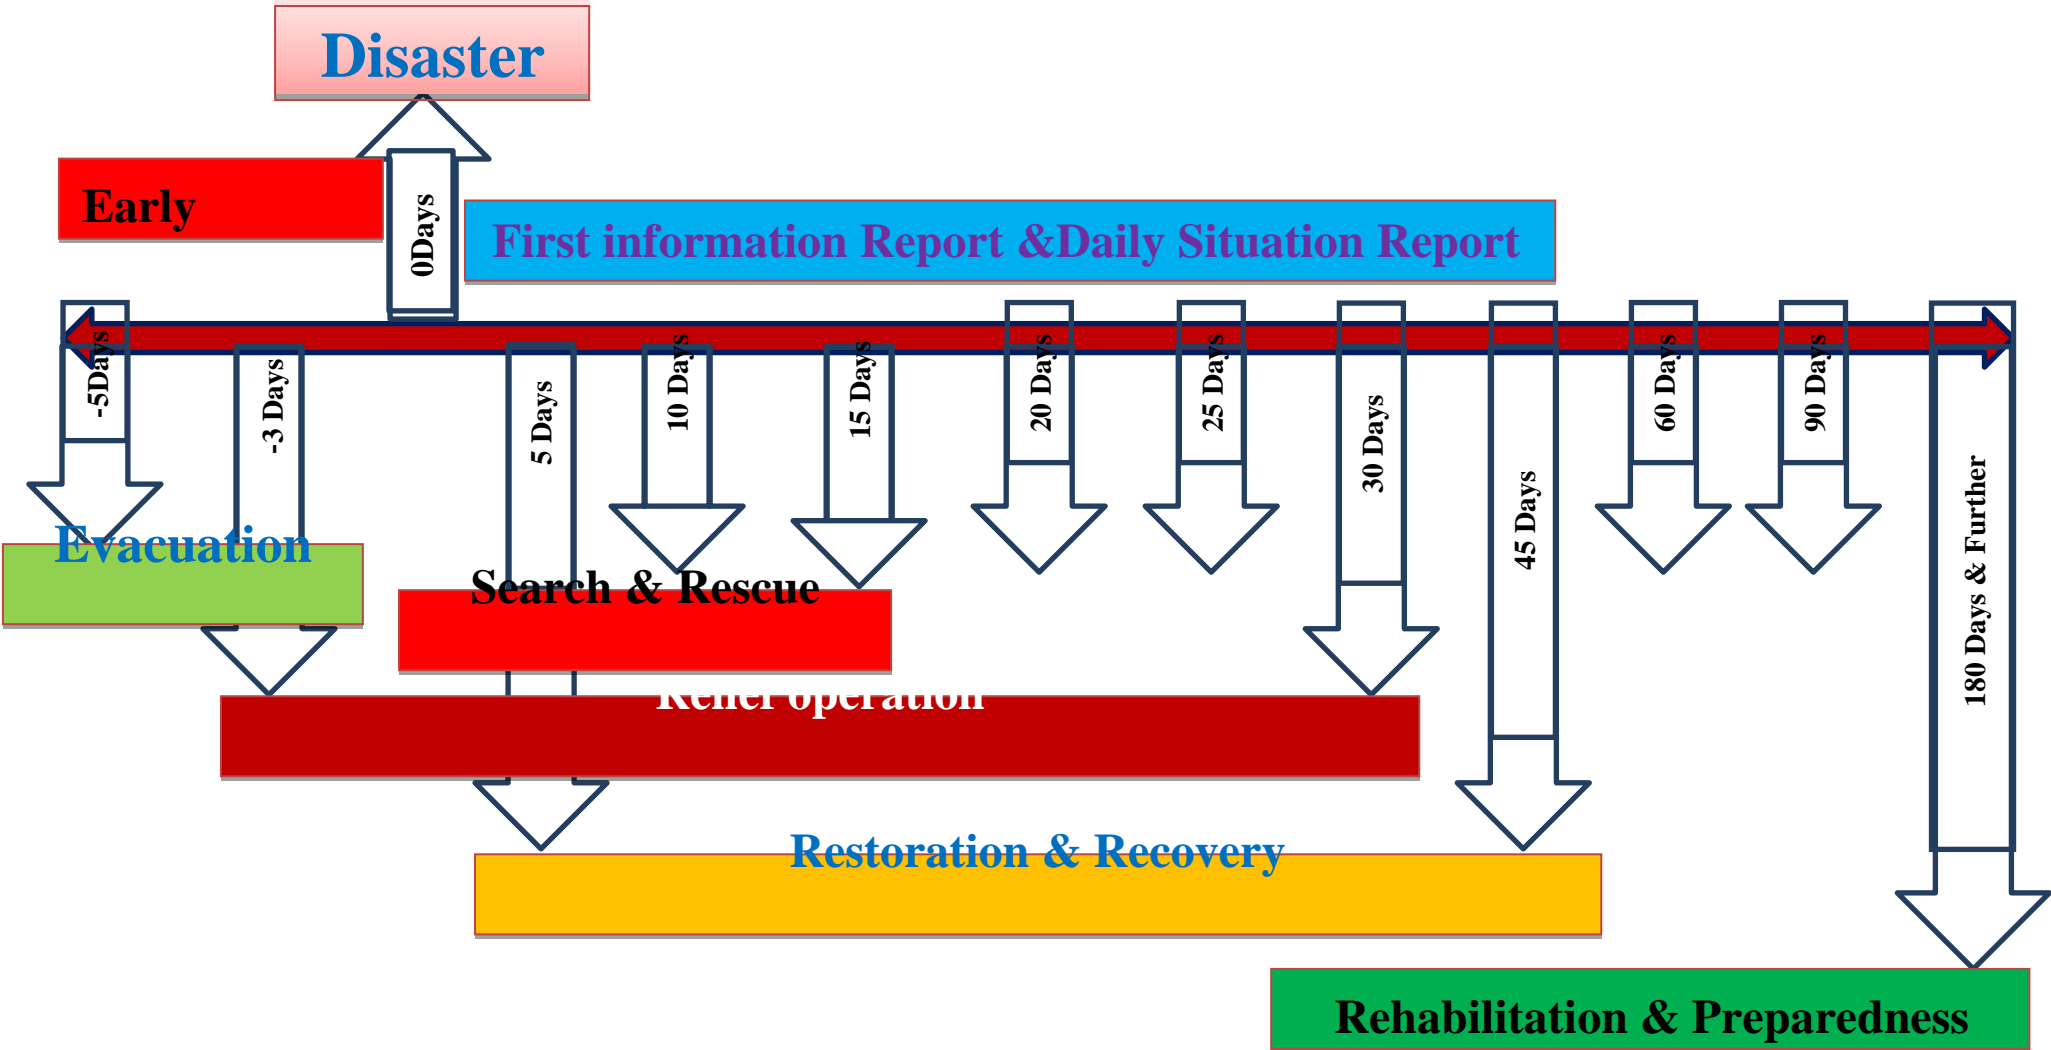 Disaster
Early
0Days
First information Report &Daily Situation Report
-5Days
-3 Days
5 Days
10 Days
15 Days
20 Days
25 Days
30 Days
45 Days
60 Days
90 Days
180 Days & Further
Evacuation
Search & Rescue
Relief operation
Restoration & Recovery
Rehabilitation & Preparedness